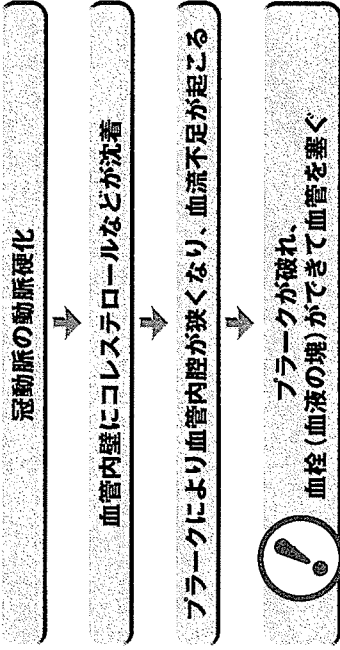 冠動脈の動脈硬化
血管内壁にコレステロールなどが沈着
プラークにより血管内腔が狭くなり、血流不足が起こる
プラークが破れ、
血栓（血液の塊）ができて血管を塞ぐ